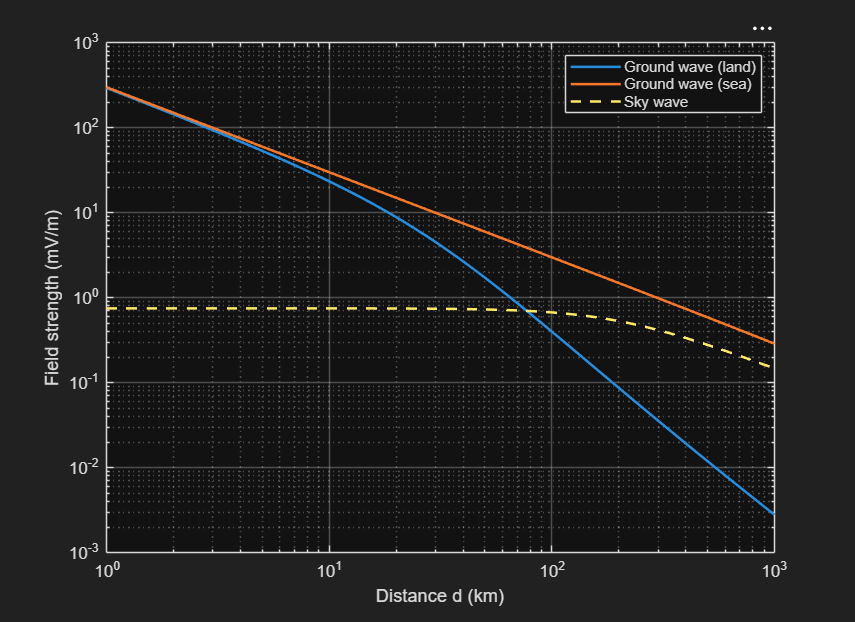 Ground wave (land)
Ground wave (sea)
Sky wave
10³
10²
10¹
10⁰
10⁻¹
10⁻²
10⁻³
Field strength (mV/m)
10⁰
10¹
10²
10³
Distance d (km)